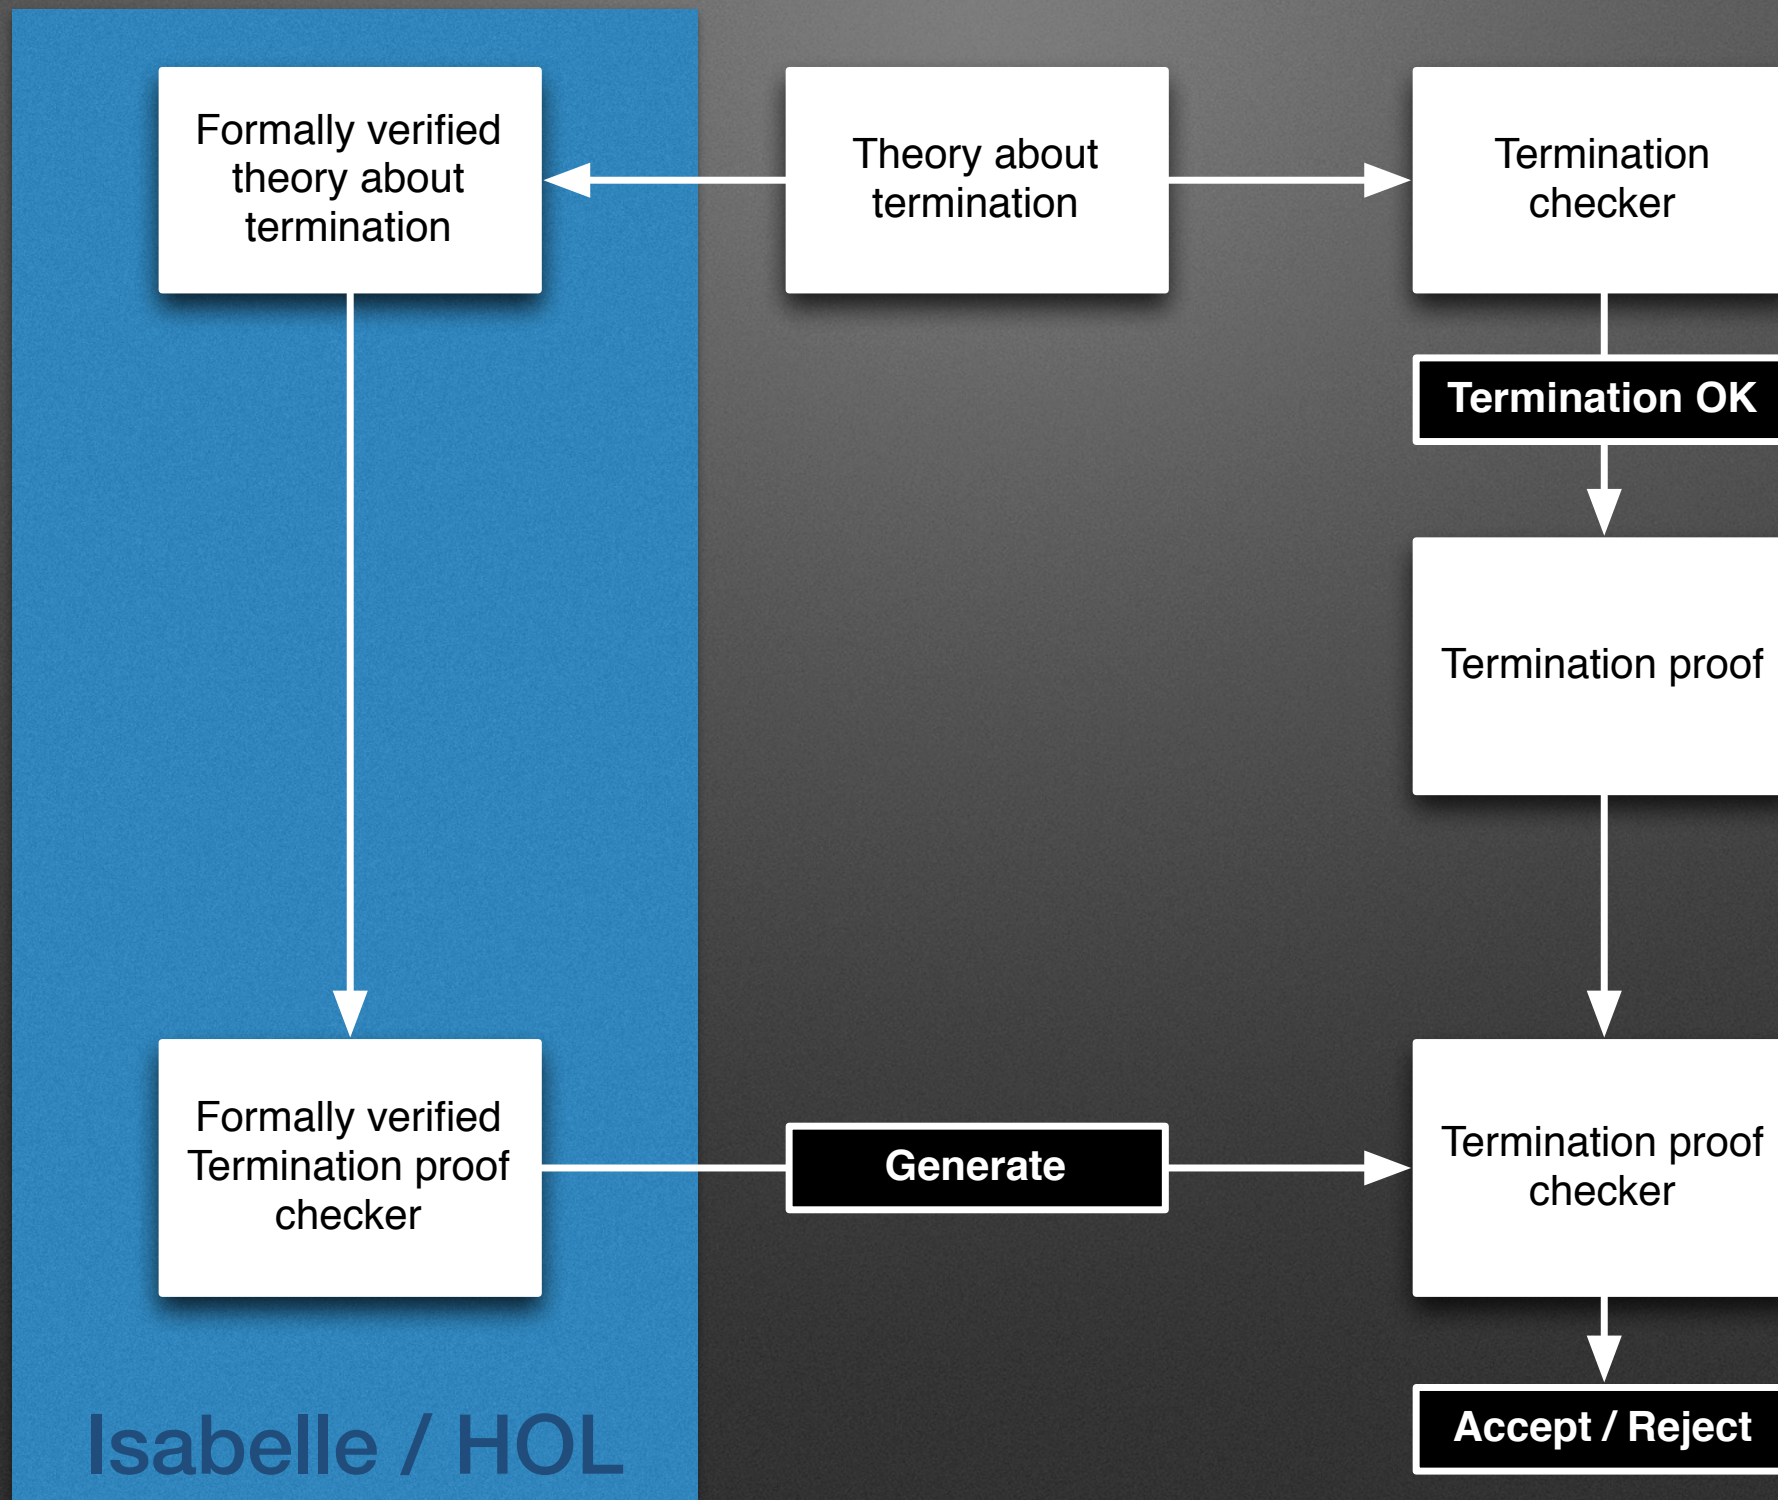 Formally verified
theory about
termination
Theory about
termination
Termination
checker
Termination OK
Termination proof
Formally verified
Termination proof
checker
Generate
Termination proof
checker
Accept / Reject
Isabelle / HOL